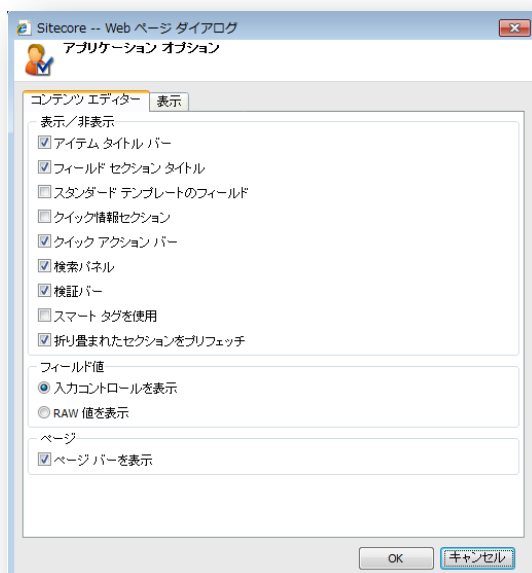 Sitecore -- Web ページ ダイアログ
アプリケーション オプション
コンテンツ エディター 表示
表示／非表示
アイテム タイトル バー
フィールド セクション タイトル
スタンダード テンプレートのフィールド
クイック情報セクション
クイック アクション バー
検索パネル
検証バー
スマート タグを使用
折り畳まれたセクションをプリフェッチ
フィールド値
入力コントロールを表示
RAW 値を表示
ページ
ページ バーを表示
OK キャンセル